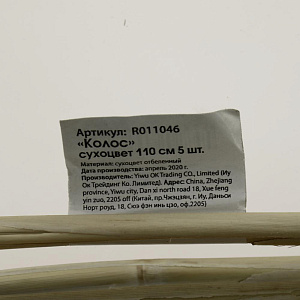 Артикул: R011046
«Колос»
сухоцвет 110 см 5 шт.
Материал: сухоцвет отбеленный
Дата производства: апрель 2020 г.
Производитель: Yiwu OK Trading CO., Limited (Иу
Ок Трейдинг Ко. Лимитед). Адрес: China, Zhejiang
province, Yiwu city, Dan xi north road 18, Xue feng
yin zuo, 2205 off (Китай, пр.Чжэцзян, г. Иу, Даньси
Норт роуд, 18, Сюэ фэн инь цзо, оф.2205)